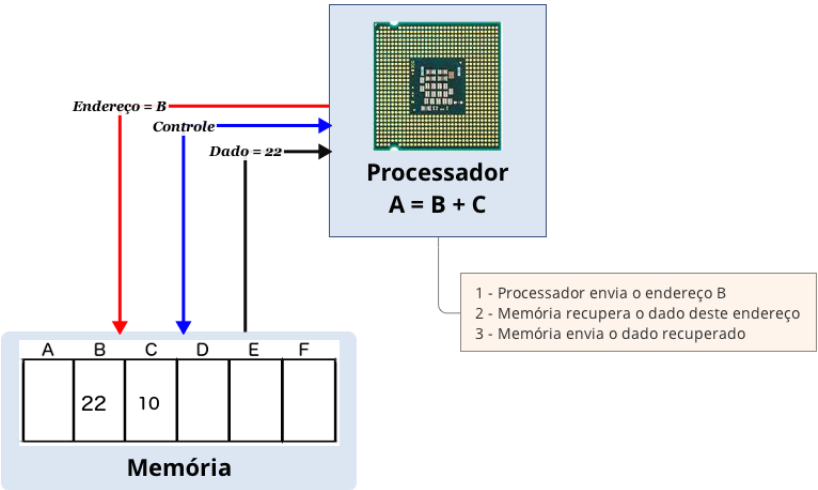 Endereço = B
Controle
Dado = 22
Processador
A = B + C
1 - Processador envia o endereço B
2 - Memória recupera o dado deste endereço
3 - Memória envia o dado recuperado
A B C D E F
22 10
Memória